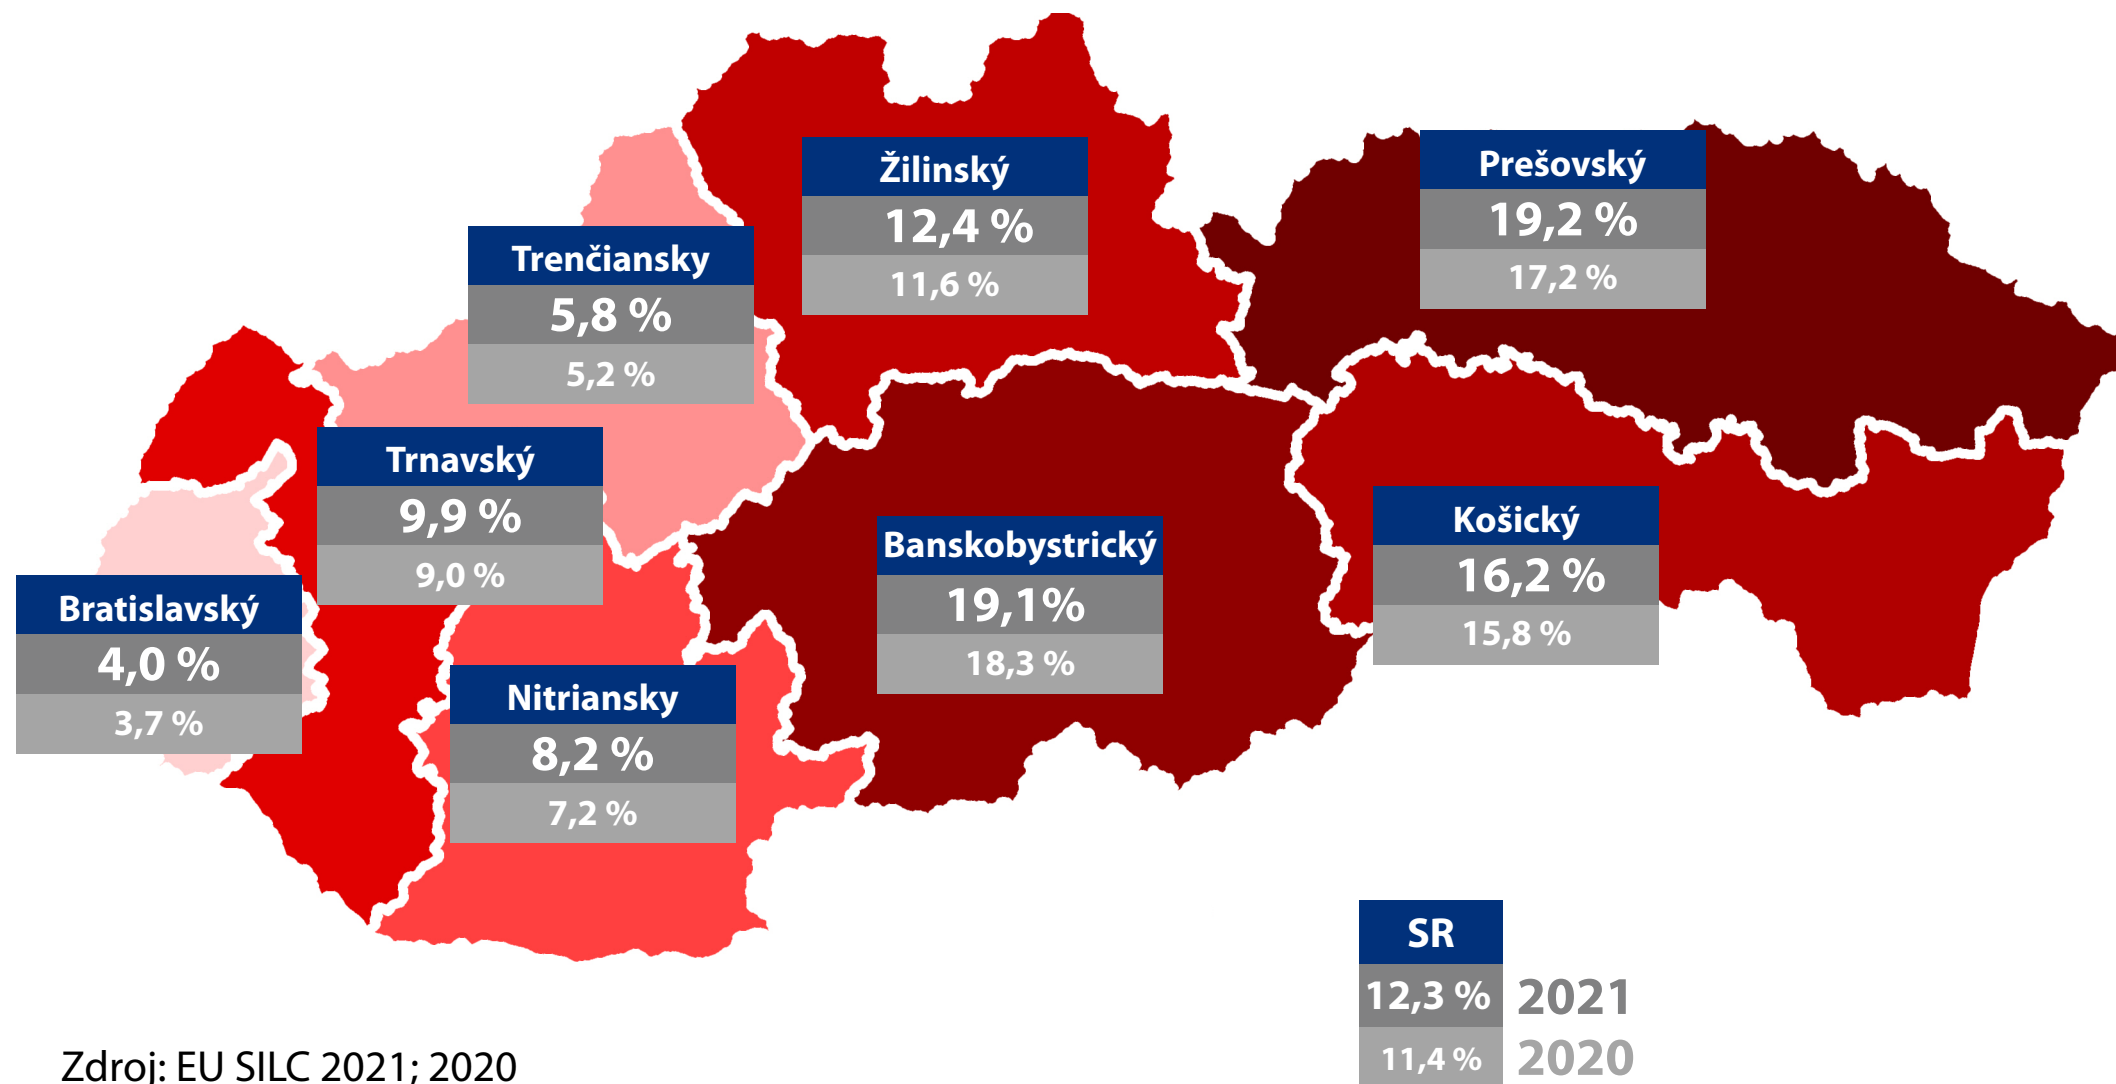 Žilinský
12,4 %
11,6 %
Prešovský
19,2 %
17,2 %
Trenčiansky
5,8 %
5,2 %
Trnavský
9,9 %
9,0 %
Banskobystrický
19,1%
18,3 %
Košický
16,2 %
15,8 %
Bratislavský
4,0 %
3,7 %
Nitriansky
8,2 %
7,2 %
SR
12,3 % 2021
11,4 % 2020
Zdroj: EU SILC 2021; 2020